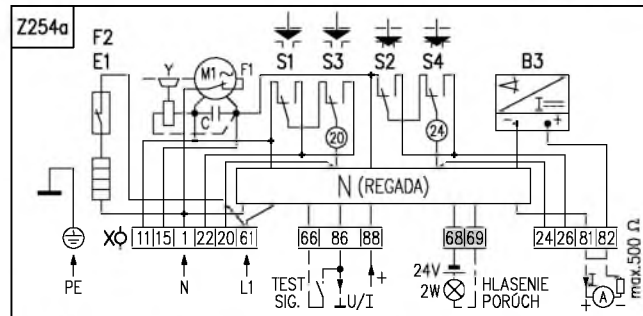 Z254a
F2
E1
Y
M1
F1
C
S1
S3
S2
S4
B3
20
24
I
- +
N (REGADA)
X
11 15 1 22 20 61
66 86 88
68 69
24 26 81 82
PE
N
L1
TEST
SIG.
U/I
+
24V
2W
HLASENIE
PORÚCH
I
+
A
max.500 Ω